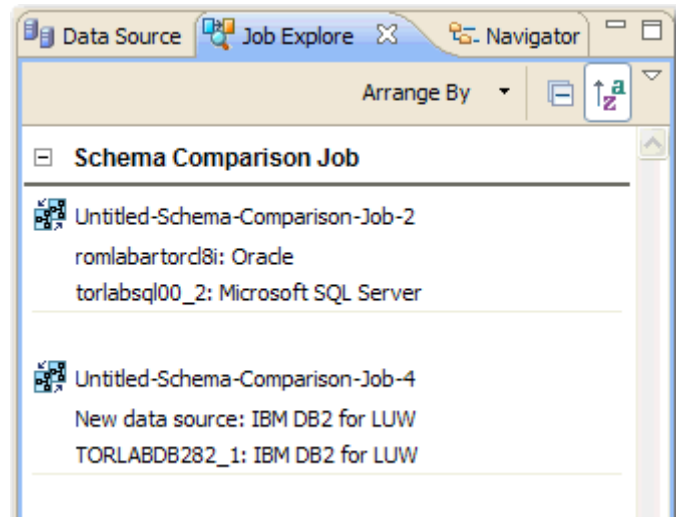 Data Source Job Explore Navigator
Arrange By
Schema Comparison Job
Untitled-Schema-Comparison-Job-2
romlabartorcl8i: Oracle
torlabsql00_2: Microsoft SQL Server
Untitled-Schema-Comparison-Job-4
New data source: IBM DB2 for LUW
TORLABDB282_1: IBM DB2 for LUW